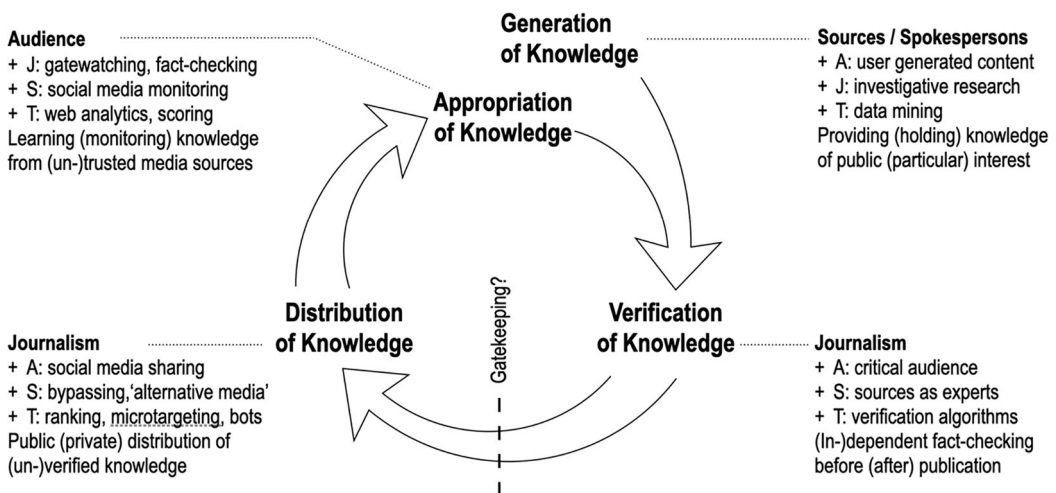 Generation
of Knowledge
Audience
+ J: gatewatching, fact-checking
+ S: social media monitoring
+ T: web analytics, scoring
Learning (monitoring) knowledge
from (un-)trusted media sources
Sources / Spokespersons
+ A: user generated content
+ J: investigative research
+ T: data mining
Providing (holding) knowledge
of public (particular) interest
Appropriation
of Knowledge
Distribution
of Knowledge
Gatekeeping?
Verification
of Knowledge
Journalism
+ A: social media sharing
+ S: bypassing,‘alternative media’
+ T: ranking, microtargeting, bots
Public (private) distribution of
(un-)verified knowledge
Journalism
+ A: critical audience
+ S: sources as experts
+ T: verification algorithms
(In-)dependent fact-checking
before (after) publication